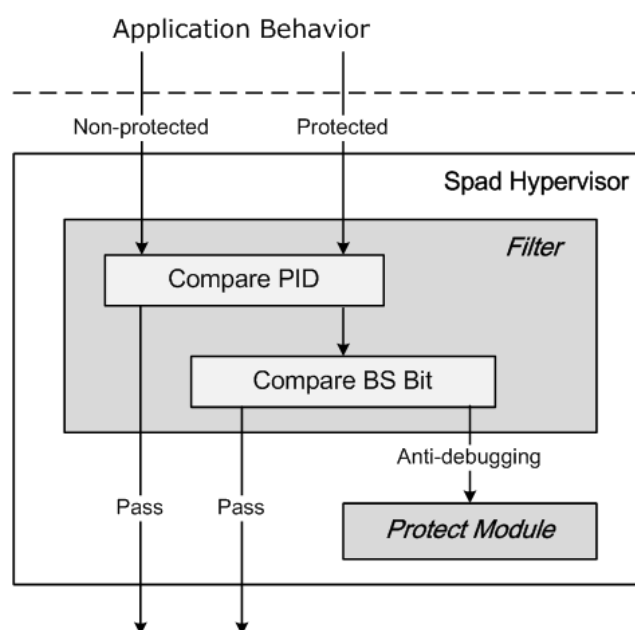 Application Behavior
Non-protected
Protected
Spad Hypervisor
Filter
Compare PID
Compare BS Bit
Anti-debugging
Pass
Pass
Protect Module